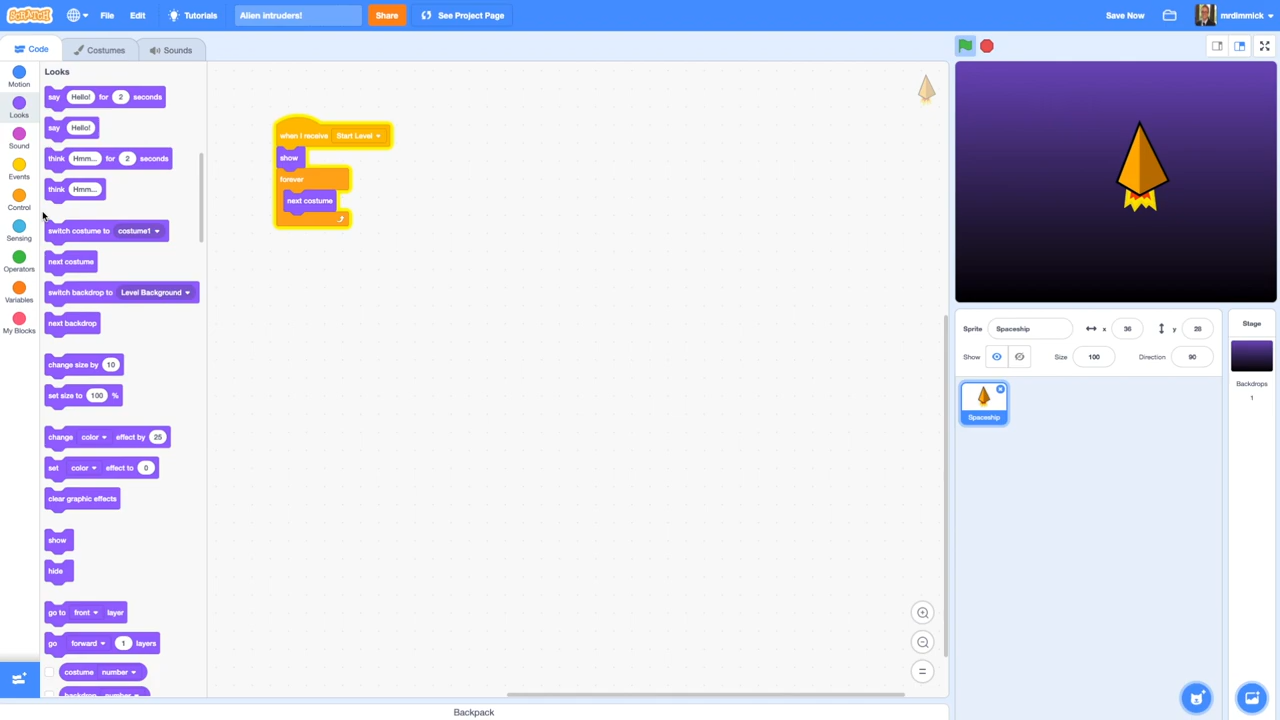 SCRATCH File Edit Tutorials Alien intruders! Share See Project Page Save Now mrdimmick
Code Costumes Sounds
Motion
Looks
Sound
Events
Control
Sensing
Operators
Variables
My Blocks
Looks
say Hello! for 2 seconds
say Hello!
think Hmm... for 2 seconds
think Hmm...
switch costume to costume1
next costume
switch backdrop to Level Background
next backdrop
change size by 10
set size to 100 %
change color effect by 25
set color effect to 0
clear graphic effects
show
hide
go to front layer
go forward 1 layers
costume number
backdrop number
when I receive Start Level
show
forever
next costume
Backpack
Sprite Spaceship x 36 y 28
Show Size 100 Direction 90
Spaceship
Stage
Backdrops
1